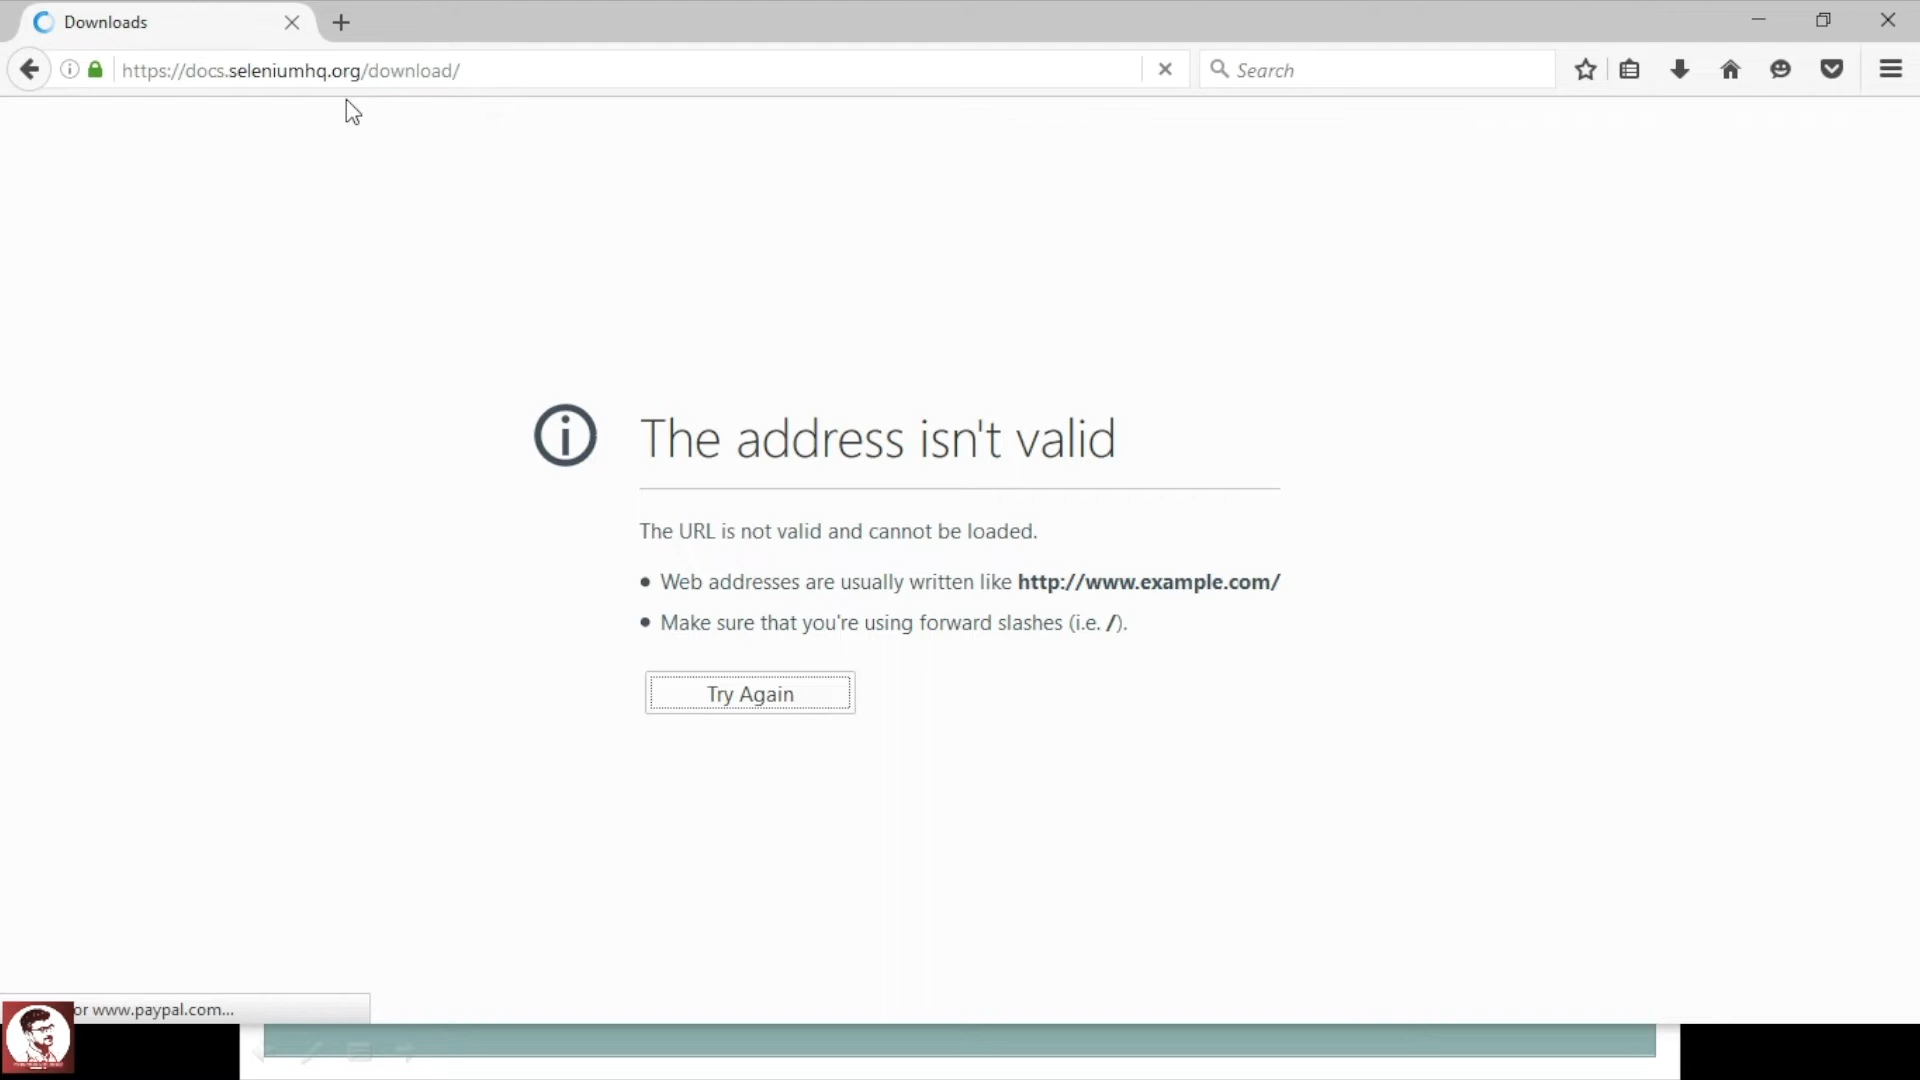 Downloads
https://docs.seleniumhq.org/download/
Search
The address isn't valid
The URL is not valid and cannot be loaded.
Web addresses are usually written like http://www.example.com/
Make sure that you're using forward slashes (i.e. /).
Try Again
or www.paypal.com...